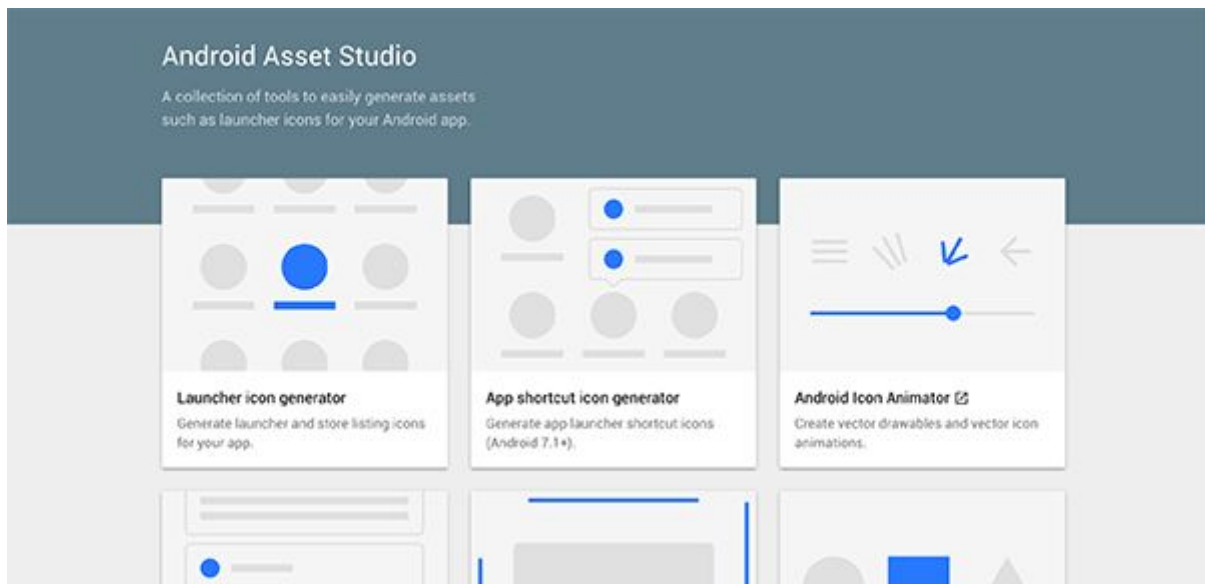 Android Asset Studio
A collection of tools to easily generate assets
such as launcher icons for your Android app.
Launcher icon generator
Generate launcher and store listing icons
for your app.
App shortcut icon generator
Generate app launcher shortcut icons
(Android 7.1+).
Android Icon Animator
Create vector drawables and vector icon
animations.